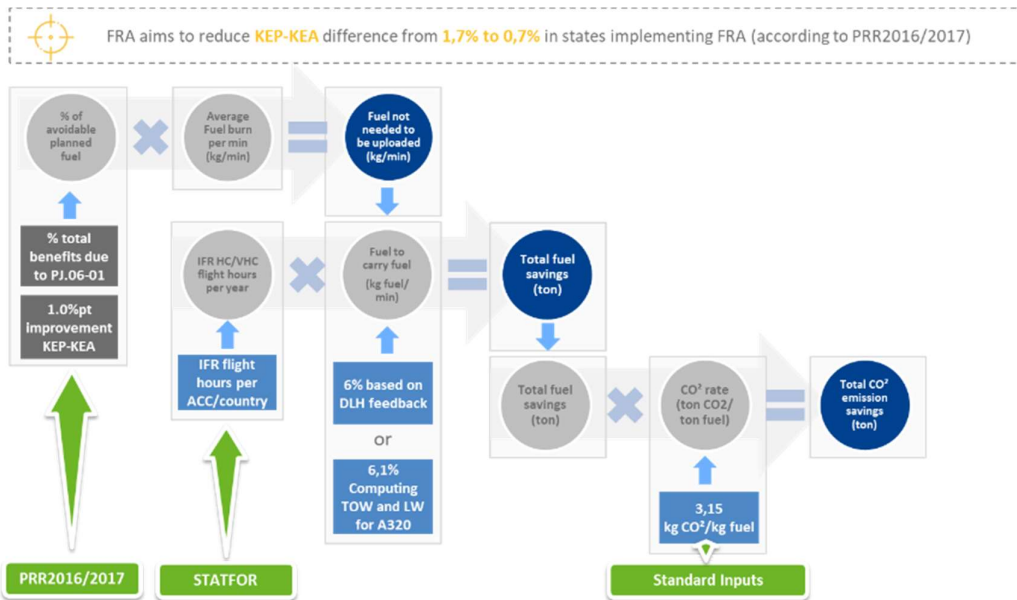 FRA aims to reduce KEP-KEA difference from 1,7% to 0,7% in states implementing FRA (according to PRR2016/2017)
% of
avoidable
planned
fuel
Average
Fuel burn
per min
(kg/min)
Fuel not
needed to
be uploaded
(kg/min)
% total
benefits due
to PJ.06-01
1.0%pt
improvement
KEP-KEA
IFR HC/VHC
flight hours
per year
Fuel to
carry fuel
(kg fuel/
min)
Total fuel
savings
(ton)
IFR flight
hours per
ACC/country
6% based on
DLH feedback
or
6,1%
Computing
TOW and LW
for A320
Total fuel
savings
(ton)
CO² rate
(ton CO2/
ton fuel)
Total CO²
emission
savings
(ton)
3,15
kg CO²/kg fuel
PRR2016/2017
STATFOR
Standard Inputs